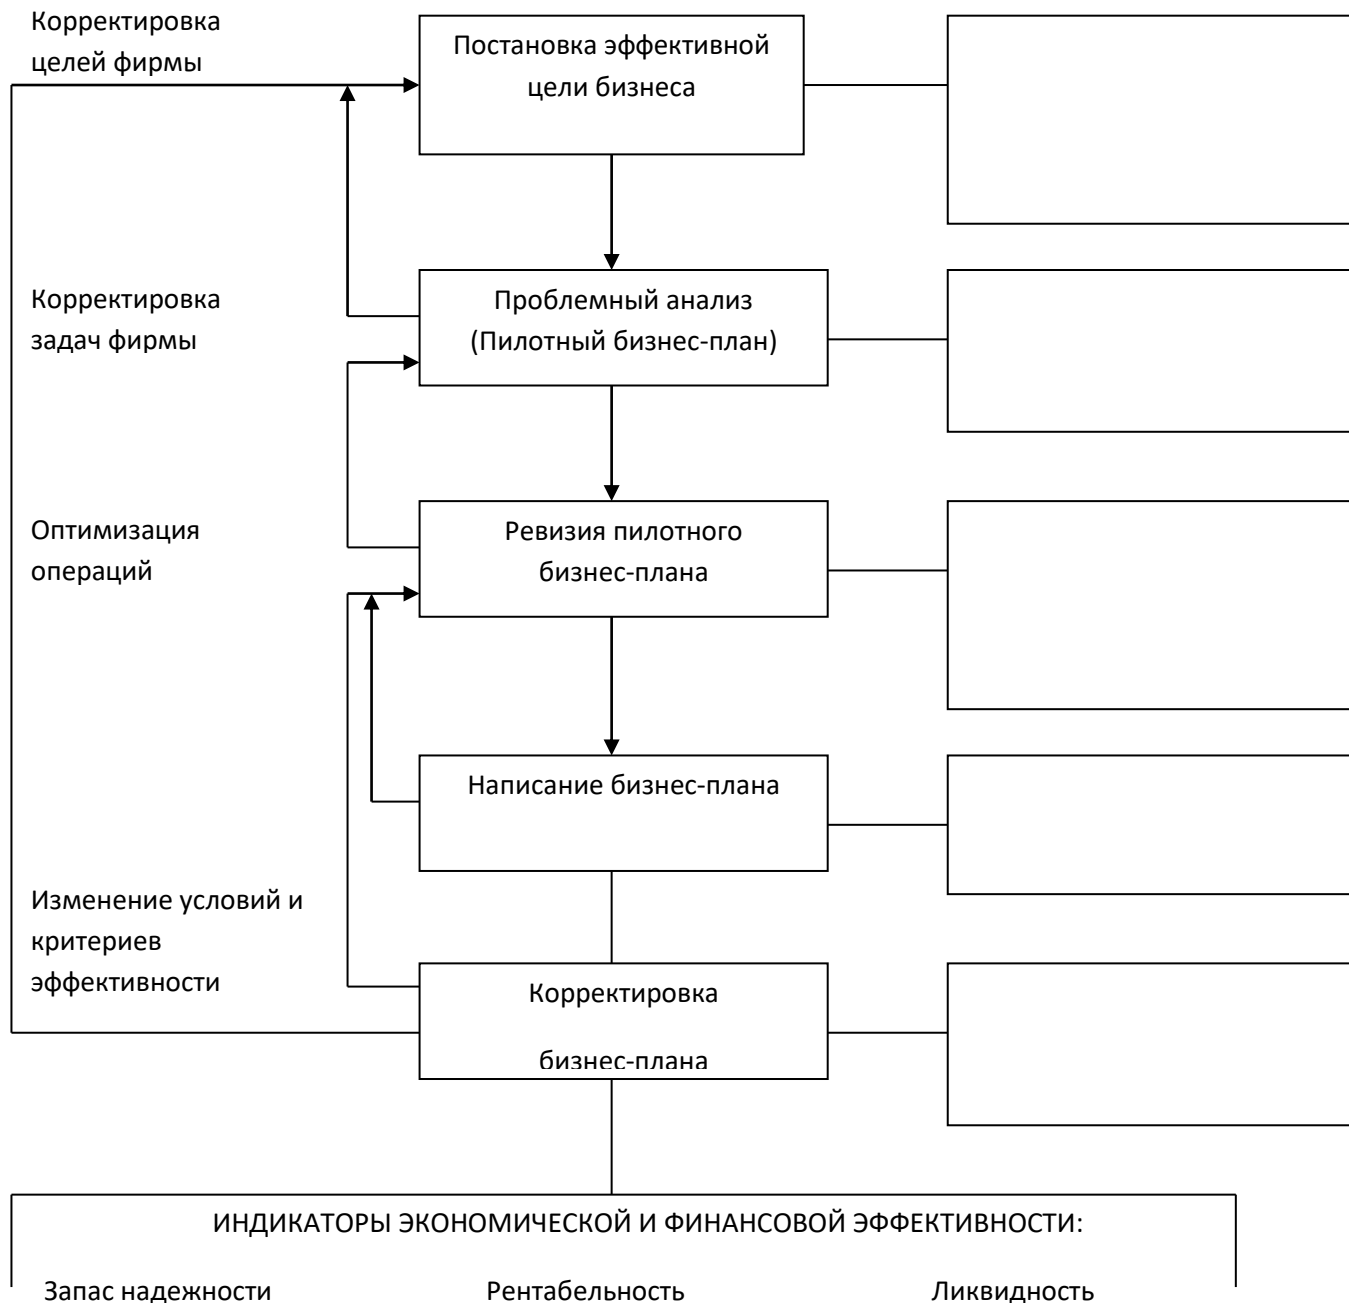 Корректировка
целей фирмы
Постановка эффективной
цели бизнеса
Корректировка
задач фирмы
Проблемный анализ
(Пилотный бизнес-план)
Оптимизация
операций
Ревизия пилотного
бизнес-плана
Написание бизнес-плана
Изменение условий и
критериев
эффективности
Корректировка
бизнес-плана
ИНДИКАТОРЫ ЭКОНОМИЧЕСКОЙ И ФИНАНСОВОЙ ЭФФЕКТИВНОСТИ:
Запас надежности Рентабельность Ликвидность